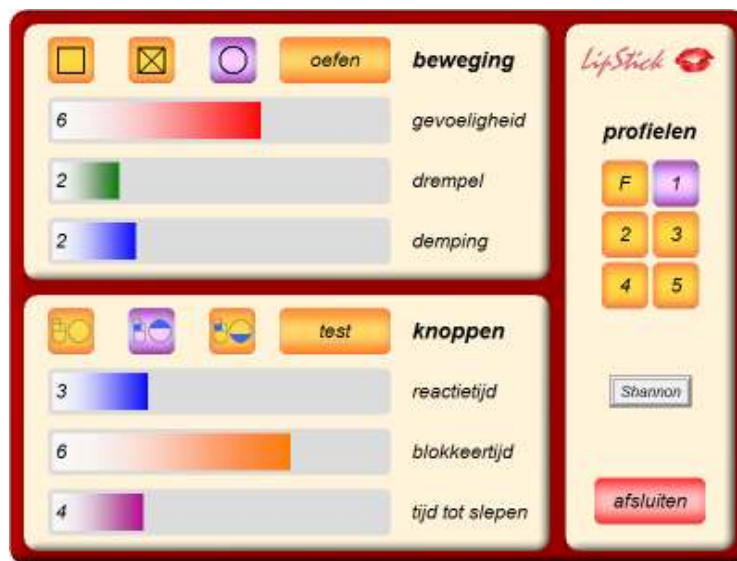 oefen beweging
6 gevoeligheid
2 drempel
2 demping
test knoppen
3 reactietijd
6 blokkeertijd
4 tijd tot slepen
LipStick
profielen
F 1
2 3
4 5
Shannon
afsluiten